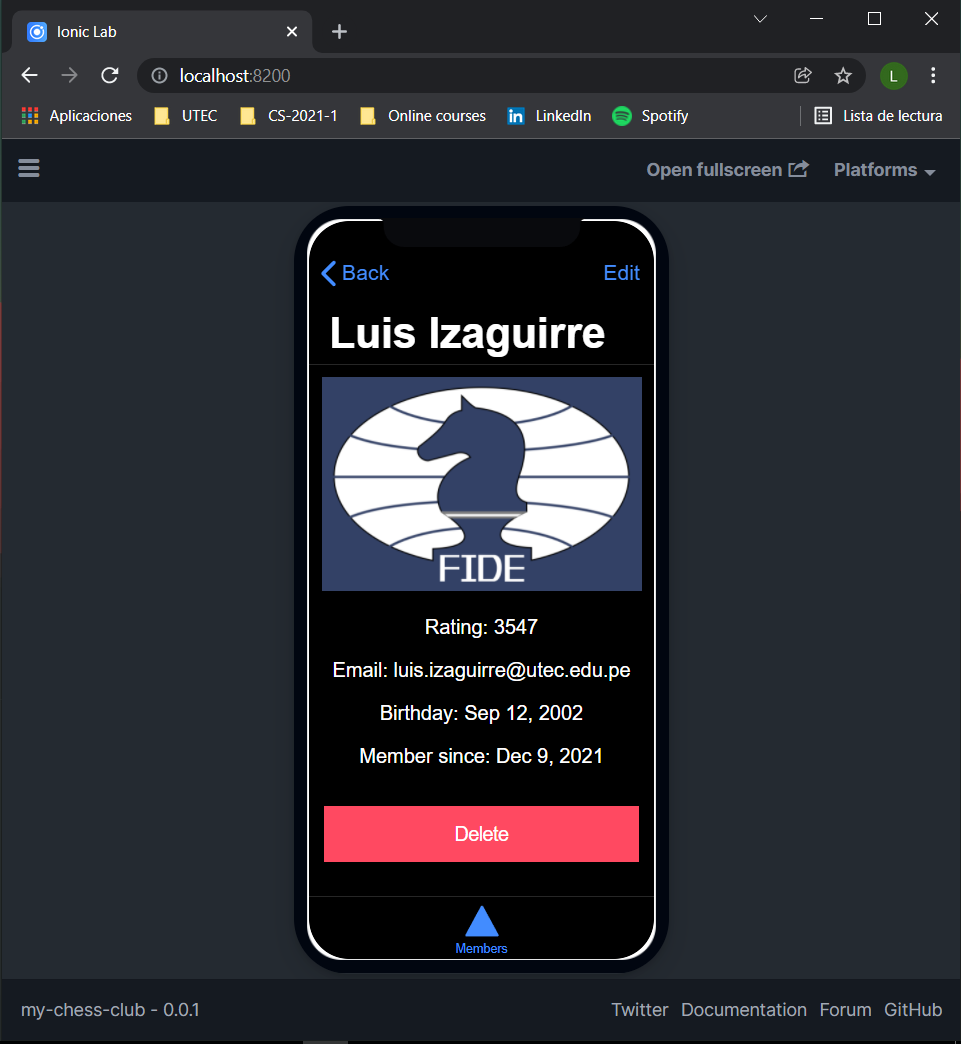 Ionic Lab
localhost:8200
L
Aplicaciones UTEC CS-2021-1 Online courses LinkedIn Spotify Lista de lectura
Open fullscreen Platforms
Back Edit
Luis Izaguirre
FIDE
Rating: 3547
Email: luis.izaguirre@utec.edu.pe
Birthday: Sep 12, 2002
Member since: Dec 9, 2021
Delete
Members
my-chess-club - 0.0.1 Twitter Documentation Forum GitHub